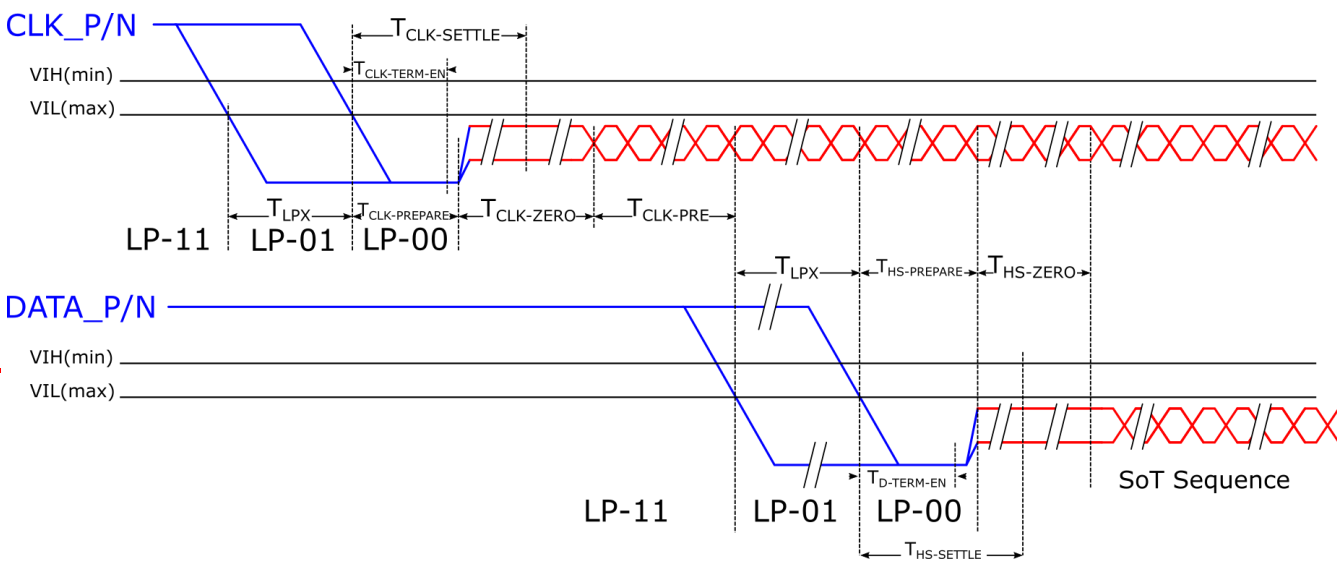 CLK_P/N
TCLK-SETTLE
VIH(min)
TCLK-TERM-EN
VIL(max)
TLPX
TCLK-PREPARE
TCLK-ZERO
TCLK-PRE
LP-11
LP-01
LP-00
TLPX
THS-PREPARE
THS-ZERO
DATA_P/N
VIH(min)
VIL(max)
TD-TERM-EN
SoT Sequence
LP-11
LP-01
LP-00
THS-SETTLE